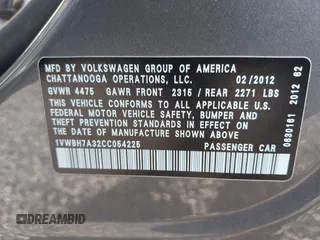 MFD BY VOLKSWAGEN GROUP OF AMERICA
CHATTANOOGA OPERATIONS, LLC. 02/2012
GVWR 4475 GAWR FRONT 2315 / REAR 2271 LBS
THIS VEHICLE CONFORMS TO ALL APPLICABLE U.S.
FEDERAL MOTOR VEHICLE SAFETY, BUMPER AND
THEFT PREVENTION STANDARDS IN EFFECT ON THE
DATE OF MANUFACTURE SHOWN ABOVE.
1VWBH7A32CC054225 PASSENGER CAR
0630161 2012 62
DREAMBID